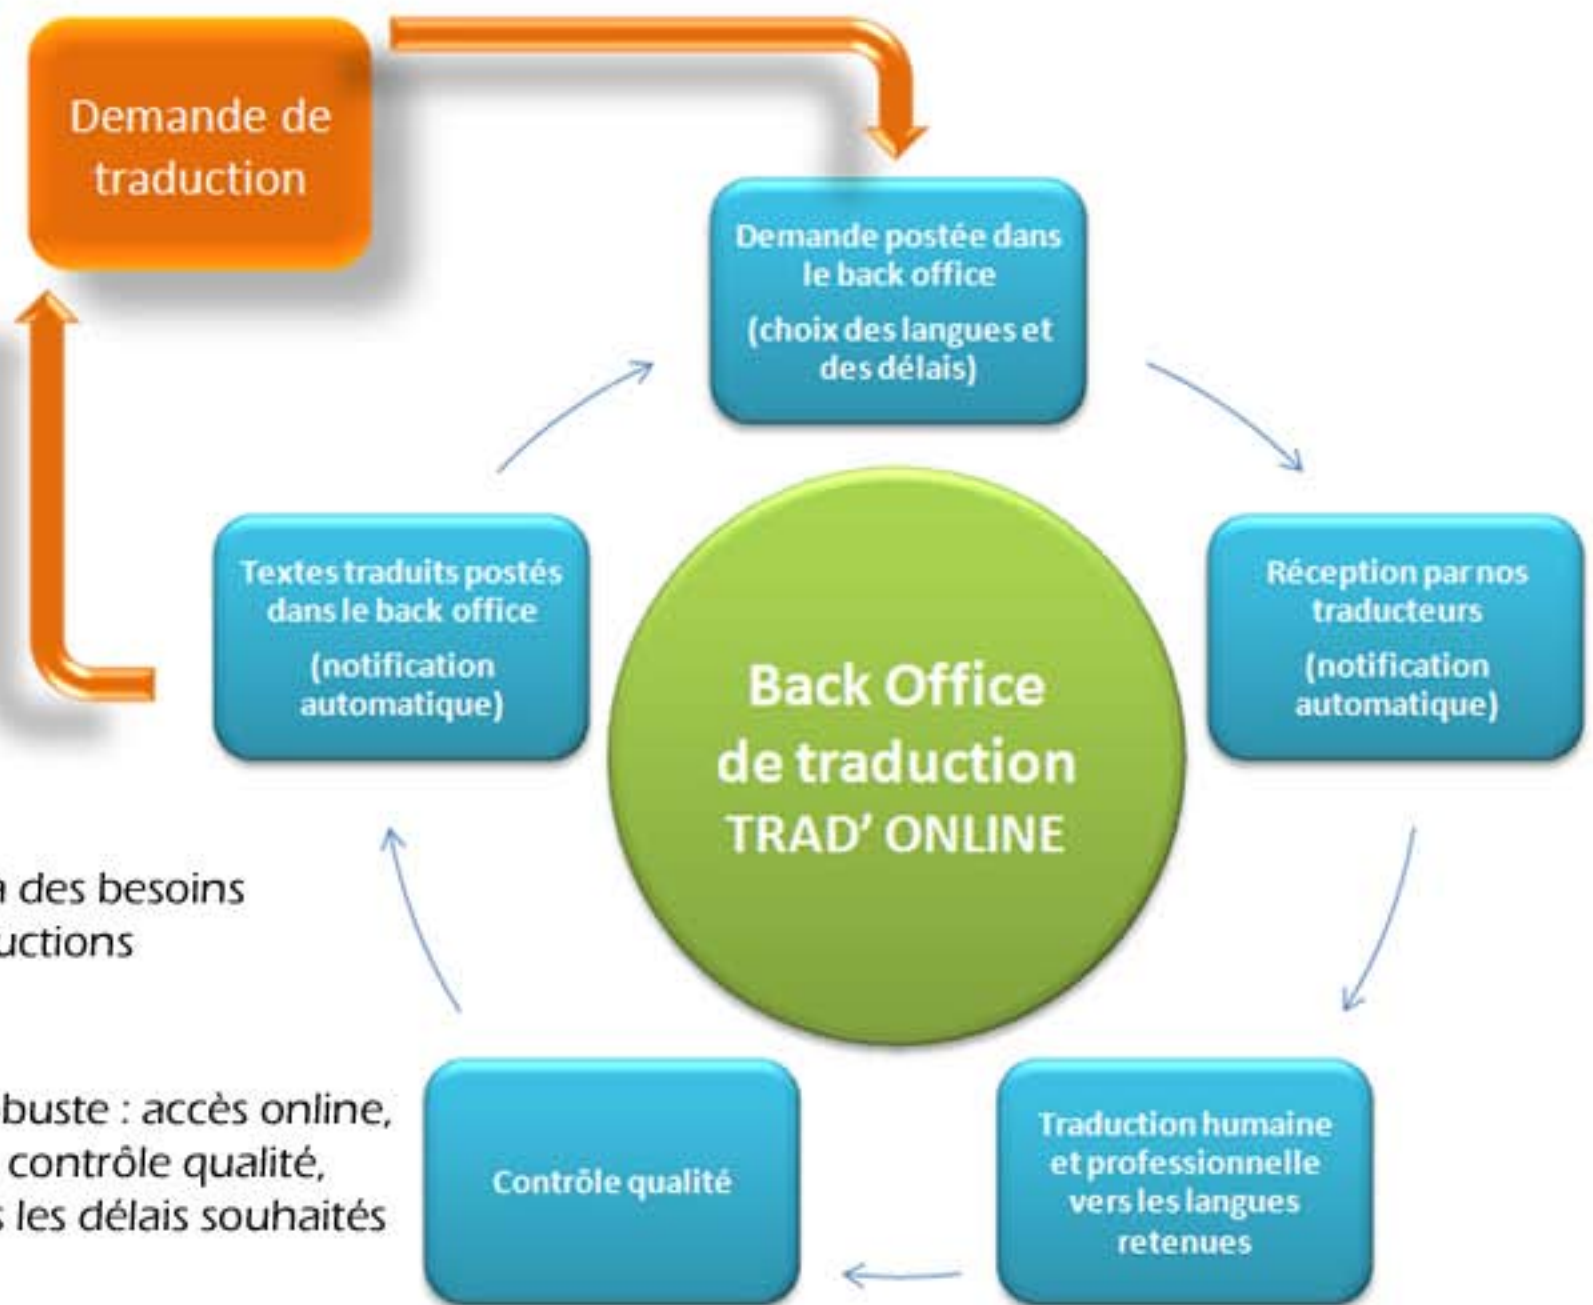 Demande de
traduction
Demande postée dans
le back office
(choix des langues et
des délais)
Réception par nos
traducteurs
(notification
automatique)
Traduction humaine
et professionnelle
vers les langues
retenues
Contrôle qualité
Textes traduits postés
dans le back office
(notification
automatique)
Back Office
de traduction
TRAD' ONLINE
des besoins
: accès online,
contrôle qualité,
les délais souhaités